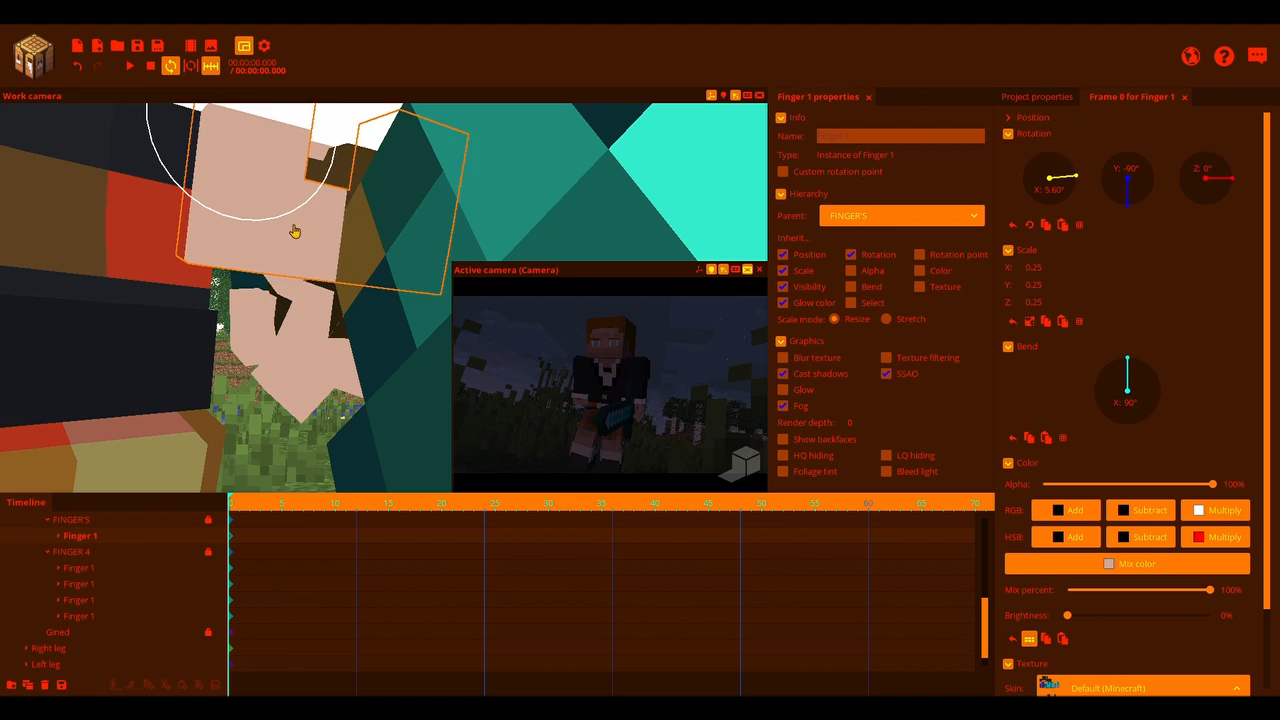 00:00:00.000
/ 00:00:00.000
Work camera
Active camera (Camera)
Finger 1 properties
Info
Name: Finger 1
Type: Instance of Finger 1
Custom rotation point
Hierarchy
Parent: FINGER'S
Inherit...
Position Rotation Rotation point
Scale Alpha Color
Visibility Bend Texture
Glow color Select
Scale mode: Resize Stretch
Graphics
Blur texture Texture filtering
Cast shadows SSAO
Glow
Fog
Render depth: 0
Show backfaces
HQ hiding LQ hiding
Foliage tint Bleed light
Project properties Frame 0 for Finger 1
Position
Rotation
X: 5.60° Y: -90° Z: 0°
Scale
X: 0.25
Y: 0.25
Z: 0.25
Bend
X: 90°
Color
Alpha: 100%
RGB: Add Subtract Multiply
HSB: Add Subtract Multiply
Mix color
Mix percent: 100%
Brightness: 0%
Texture
Skin: Default (Minecraft)
Timeline
0 5 10 15 20 25 30 35 40 45 50 55 60 65 70
FINGER'S
Finger 1
FINGER 4
Finger 1
Finger 1
Finger 1
Finger 1
Gined
Right leg
Left leg